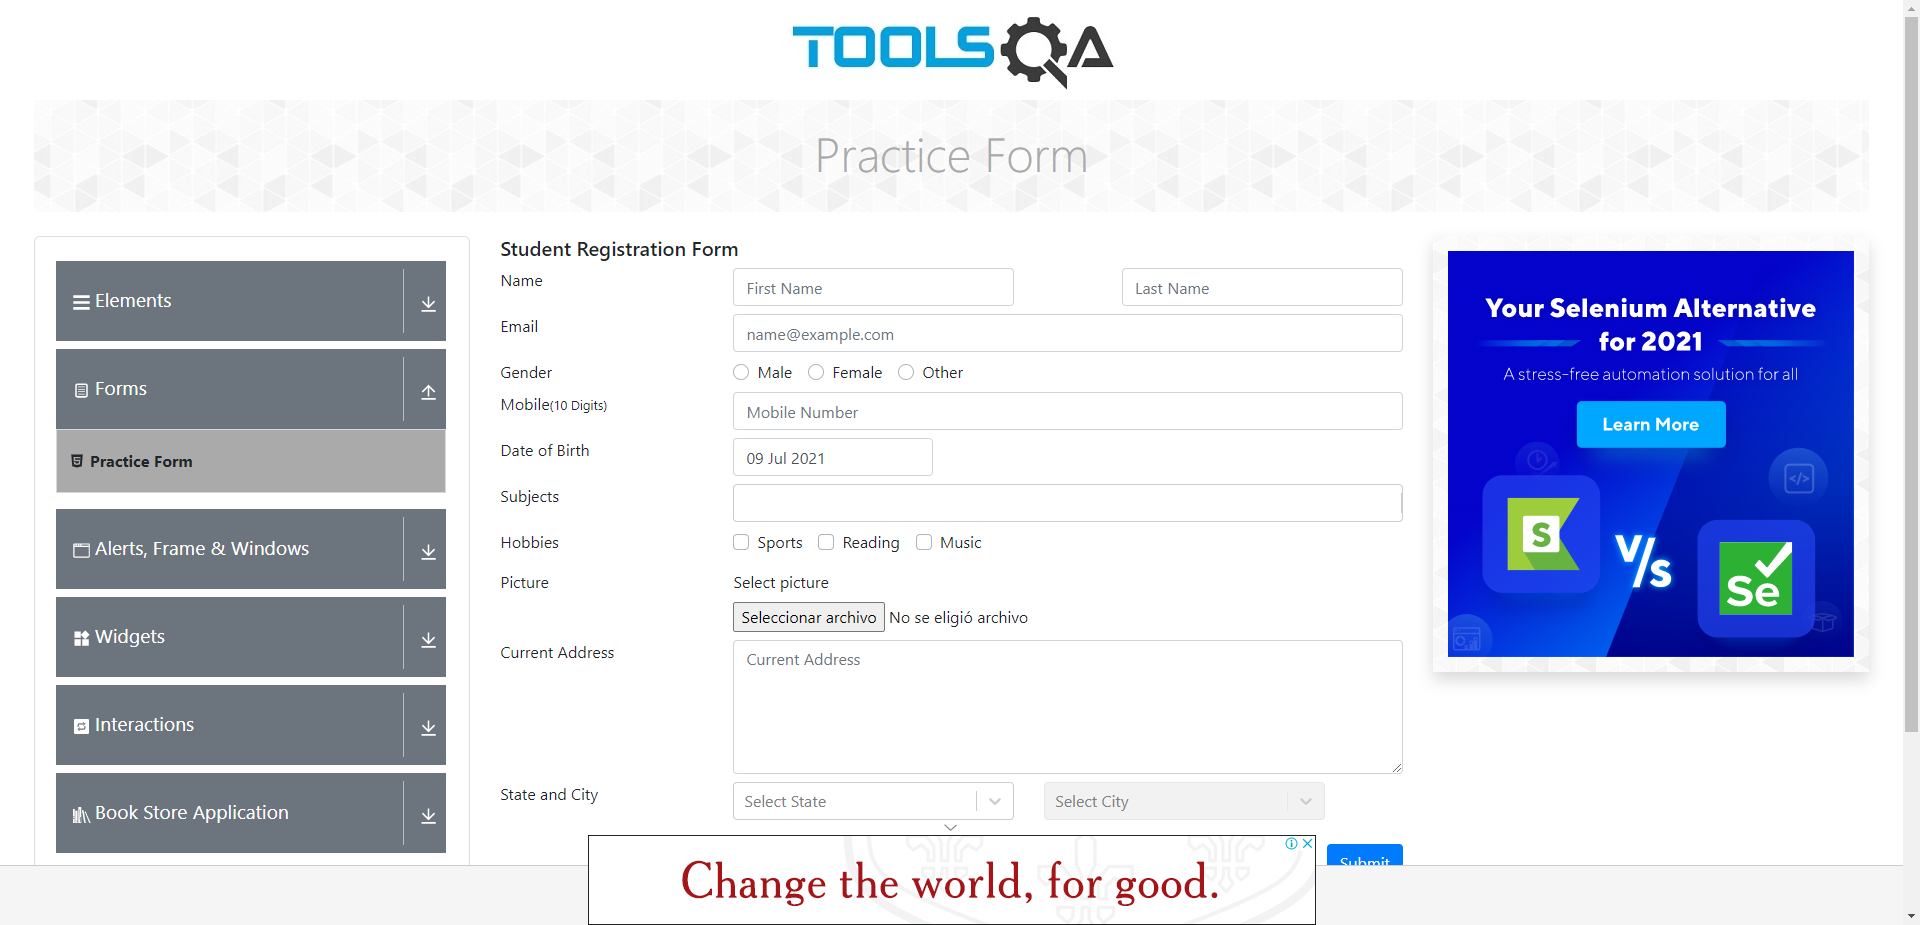 TOOLSQA
Practice Form
Elements
Forms
Practice Form
Alerts, Frame & Windows
Widgets
Interactions
Book Store Application
Student Registration Form
Name
First Name
Last Name
Email
name@example.com
Gender
Male
Female
Other
Mobile(10 Digits)
Mobile Number
Date of Birth
09 Jul 2021
Subjects
Hobbies
Sports
Reading
Music
Picture
Select picture
Seleccionar archivo No se eligió archivo
Current Address
Current Address
State and City
Select State
Select City
Submit
Your Selenium Alternative
for 2021
A stress-free automation solution for all
Learn More
S
V/s
Se
Change the world, for good.